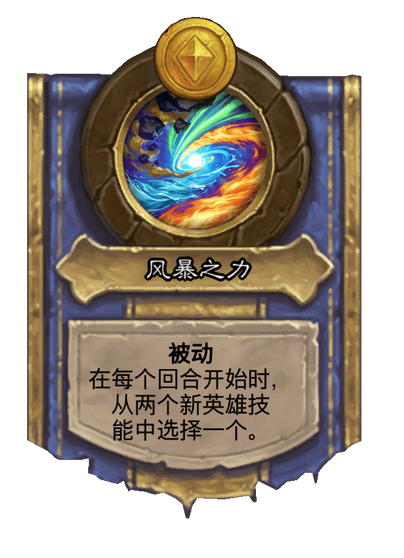 风暴之力
被动
在每个回合开始时，
从两个新英雄技
能中选择一个。